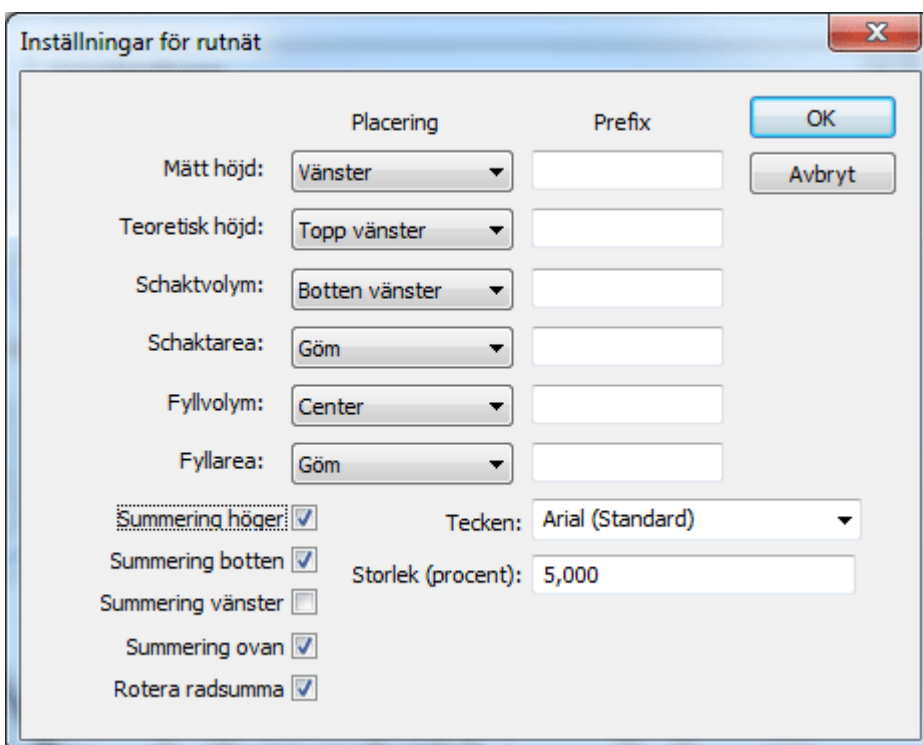 Inställningar för rutnät
Placering Prefix OK
Mätt höjd: Vänster Avbryt
Teoretisk höjd: Topp vänster
Schaktvolym: Botten vänster
Schaktarea: Göm
Fyllvolym: Center
Fyllarea: Göm
Summering höger Tecken: Arial (Standard)
Summering botten Storlek (procent): 5,000
Summering vänster
Summering ovan
Rotera radsumma